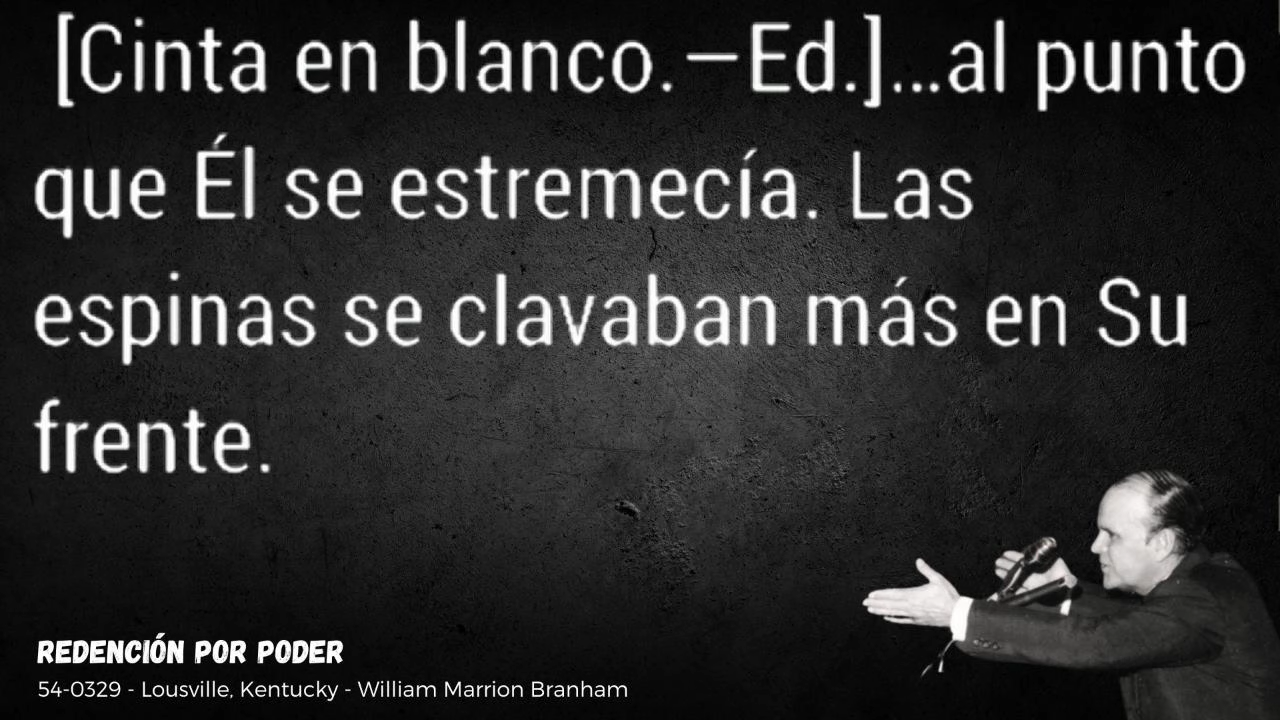 [Cinta en blanco.—Ed.]...al punto
que Él se estremecía. Las
espinas se clavaban más en Su
frente.
REDENCIÓN POR PODER
54-0329 - Lousville, Kentucky - William Marrion Branham